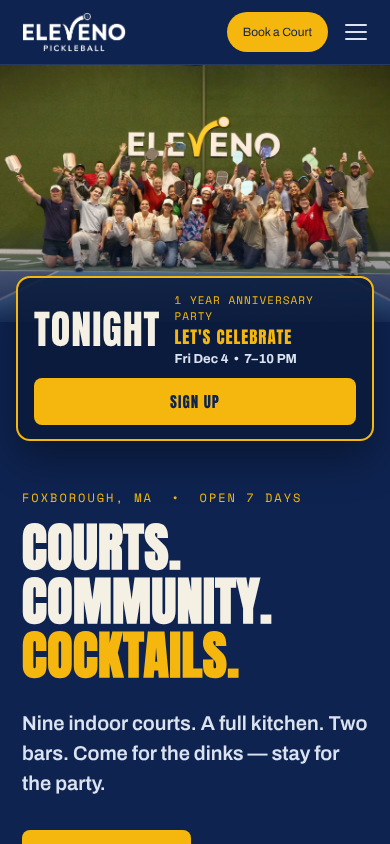 ELEVENO
PICKLEBALL
Book a Court
ELEVENO
TONIGHT
1 YEAR ANNIVERSARY
PARTY
LET'S CELEBRATE
Fri Dec 4 • 7–10 PM
SIGN UP
FOXBOROUGH, MA • OPEN 7 DAYS
COURTS.
COMMUNITY.
COCKTAILS.
Nine indoor courts. A full kitchen. Two
bars. Come for the dinks — stay for
the party.